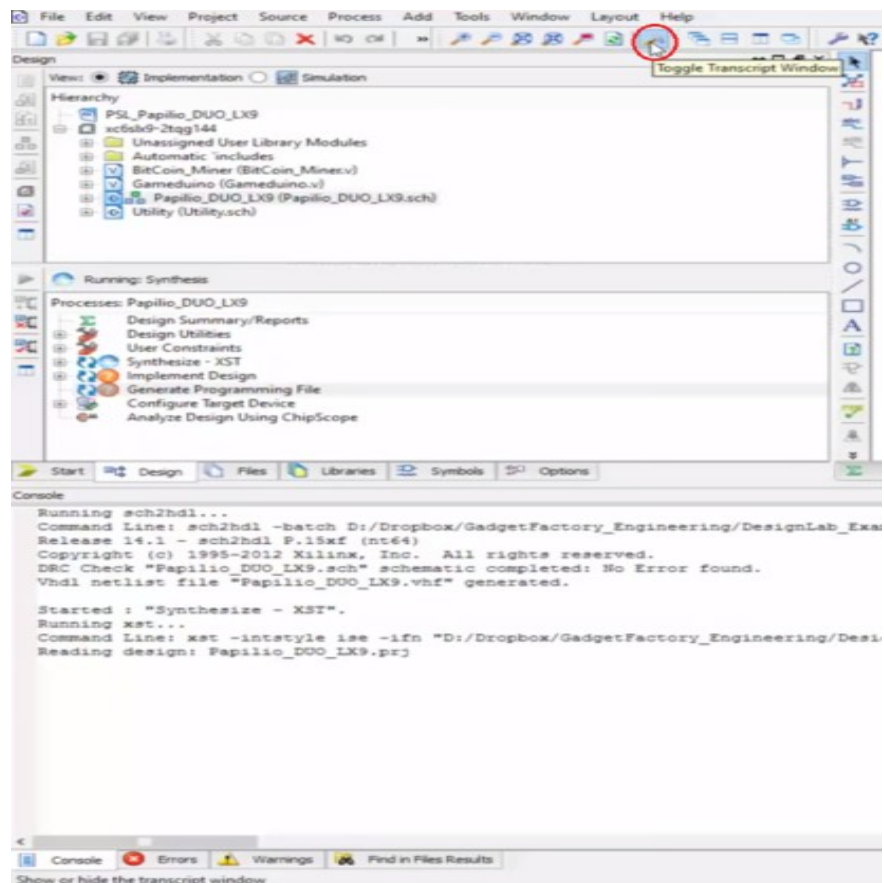 File Edit View Project Source Process Add Tools Window Layout Help
Toggle Transcript Window
Design
View: Implementation Simulation
Hierarchy
PSL_Papilio_DUO_LX9
xc6slx9-2tqg144
Unassigned User Library Modules
Automatic `includes
BitCoin_Miner (BitCoin_Miner.v)
Gameduino (Gameduino.v)
Papilio_DUO_LX9 (Papilio_DUO_LX9.sch)
Utility (Utility.sch)
Running: Synthesis
Processes: Papilio_DUO_LX9
Design Summary/Reports
Design Utilities
User Constraints
Synthesize - XST
Implement Design
Generate Programming File
Configure Target Device
Analyze Design Using ChipScope
Start Design Files Libraries Symbols Options
Console
Running sch2hdl...
Command Line: sch2hdl -batch D:/Dropbox/GadgetFactory_Engineering/DesignLab_Exa
Release 14.1 - sch2hdl P.15xf (nt64)
Copyright (c) 1995-2012 Xilinx, Inc. All rights reserved.
DRC Check "Papilio_DUO_LX9.sch" schematic completed: No Error found.
Vhdl netlist file "Papilio_DUO_LX9.vhf" generated.
Started : "Synthesize - XST".
Running xst...
Command Line: xst -intstyle ise -ifn "D:/Dropbox/GadgetFactory_Engineering/Desi
Reading design: Papilio_DUO_LX9.prj
Console Errors Warnings Find in Files Results
Show or hide the transcript window